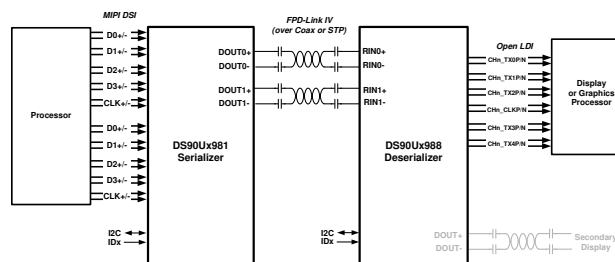 MIPI DSI
FPD-Link IV
(over Coax or STP)
Open LDI
Processor
D0+/-
D1+/-
D2+/-
D3+/-
CLK+/-
D0+/-
D1+/-
D2+/-
D3+/-
CLK+/-
I2C
IDx
DS90Ux981
Serializer
DOUT0+
DOUT0-
DOUT1+
DOUT1-
RIN0+
RIN0-
RIN1+
RIN1-
DS90Ux988
Deserializer
I2C
IDx
CHn_TX0P/N
CHn_TX1P/N
CHn_TX2P/N
CHn_CLKP/N
CHn_TX3P/N
CHn_TX4P/N
Display
or Graphics
Processor
DOUT+
DOUT-
Secondary
Display